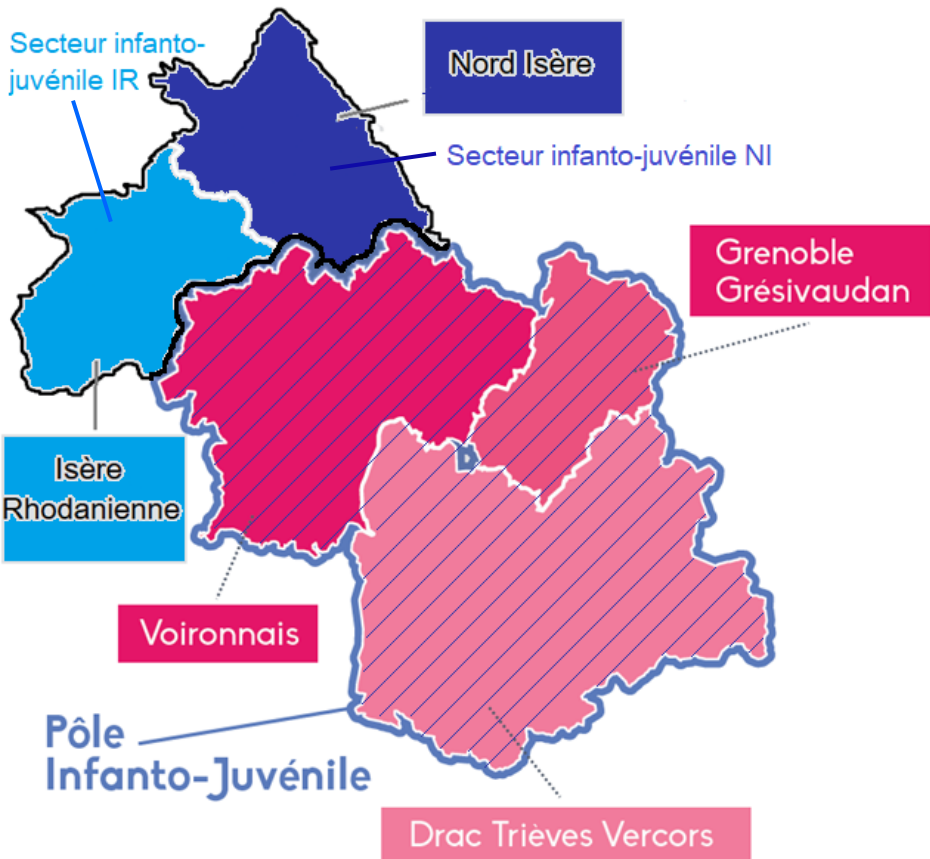 Secteur infanto-
juvénile IR
Nord Isère
Secteur infanto-juvénile NI
Grenoble
Grésivaudan
Isère
Rhodanienne
Voironnais
Pôle
Infanto-Juvénile
Drac Trièves Vercors